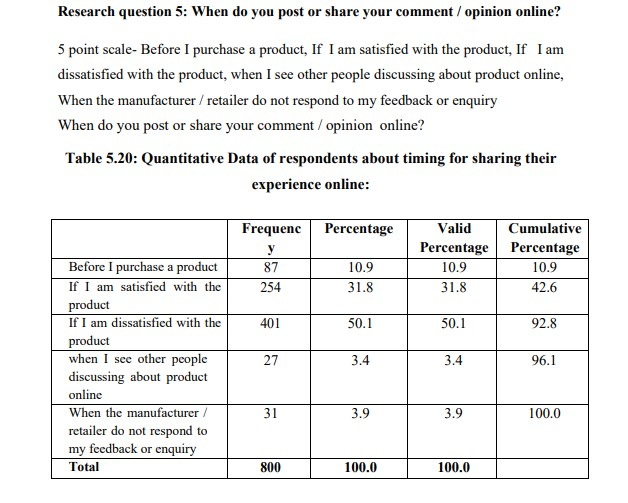 Research question 5: When do you post or share your comment / opinion online?
5 point scale- Before I purchase a product, If I am satisfied with the product, If I am
dissatisfied with the product, when I see other people discussing about product online,
When the manufacturer / retailer do not respond to my feedback or enquiry
When do you post or share your comment / opinion online?
Table 5.20: Quantitative Data of respondents about timing for sharing their
experience online:
Frequenc Percentage Valid Cumulative
y Percentage Percentage
Before I purchase a product 87 10.9 10.9 10.9
If I am satisfied with the 254 31.8 31.8 42.6
product
If I am dissatisfied with the 401 50.1 50.1 92.8
product
when I see other people 27 3.4 3.4 96.1
discussing about product
online
When the manufacturer / 31 3.9 3.9 100.0
retailer do not respond to
my feedback or enquiry
Total 800 100.0 100.0